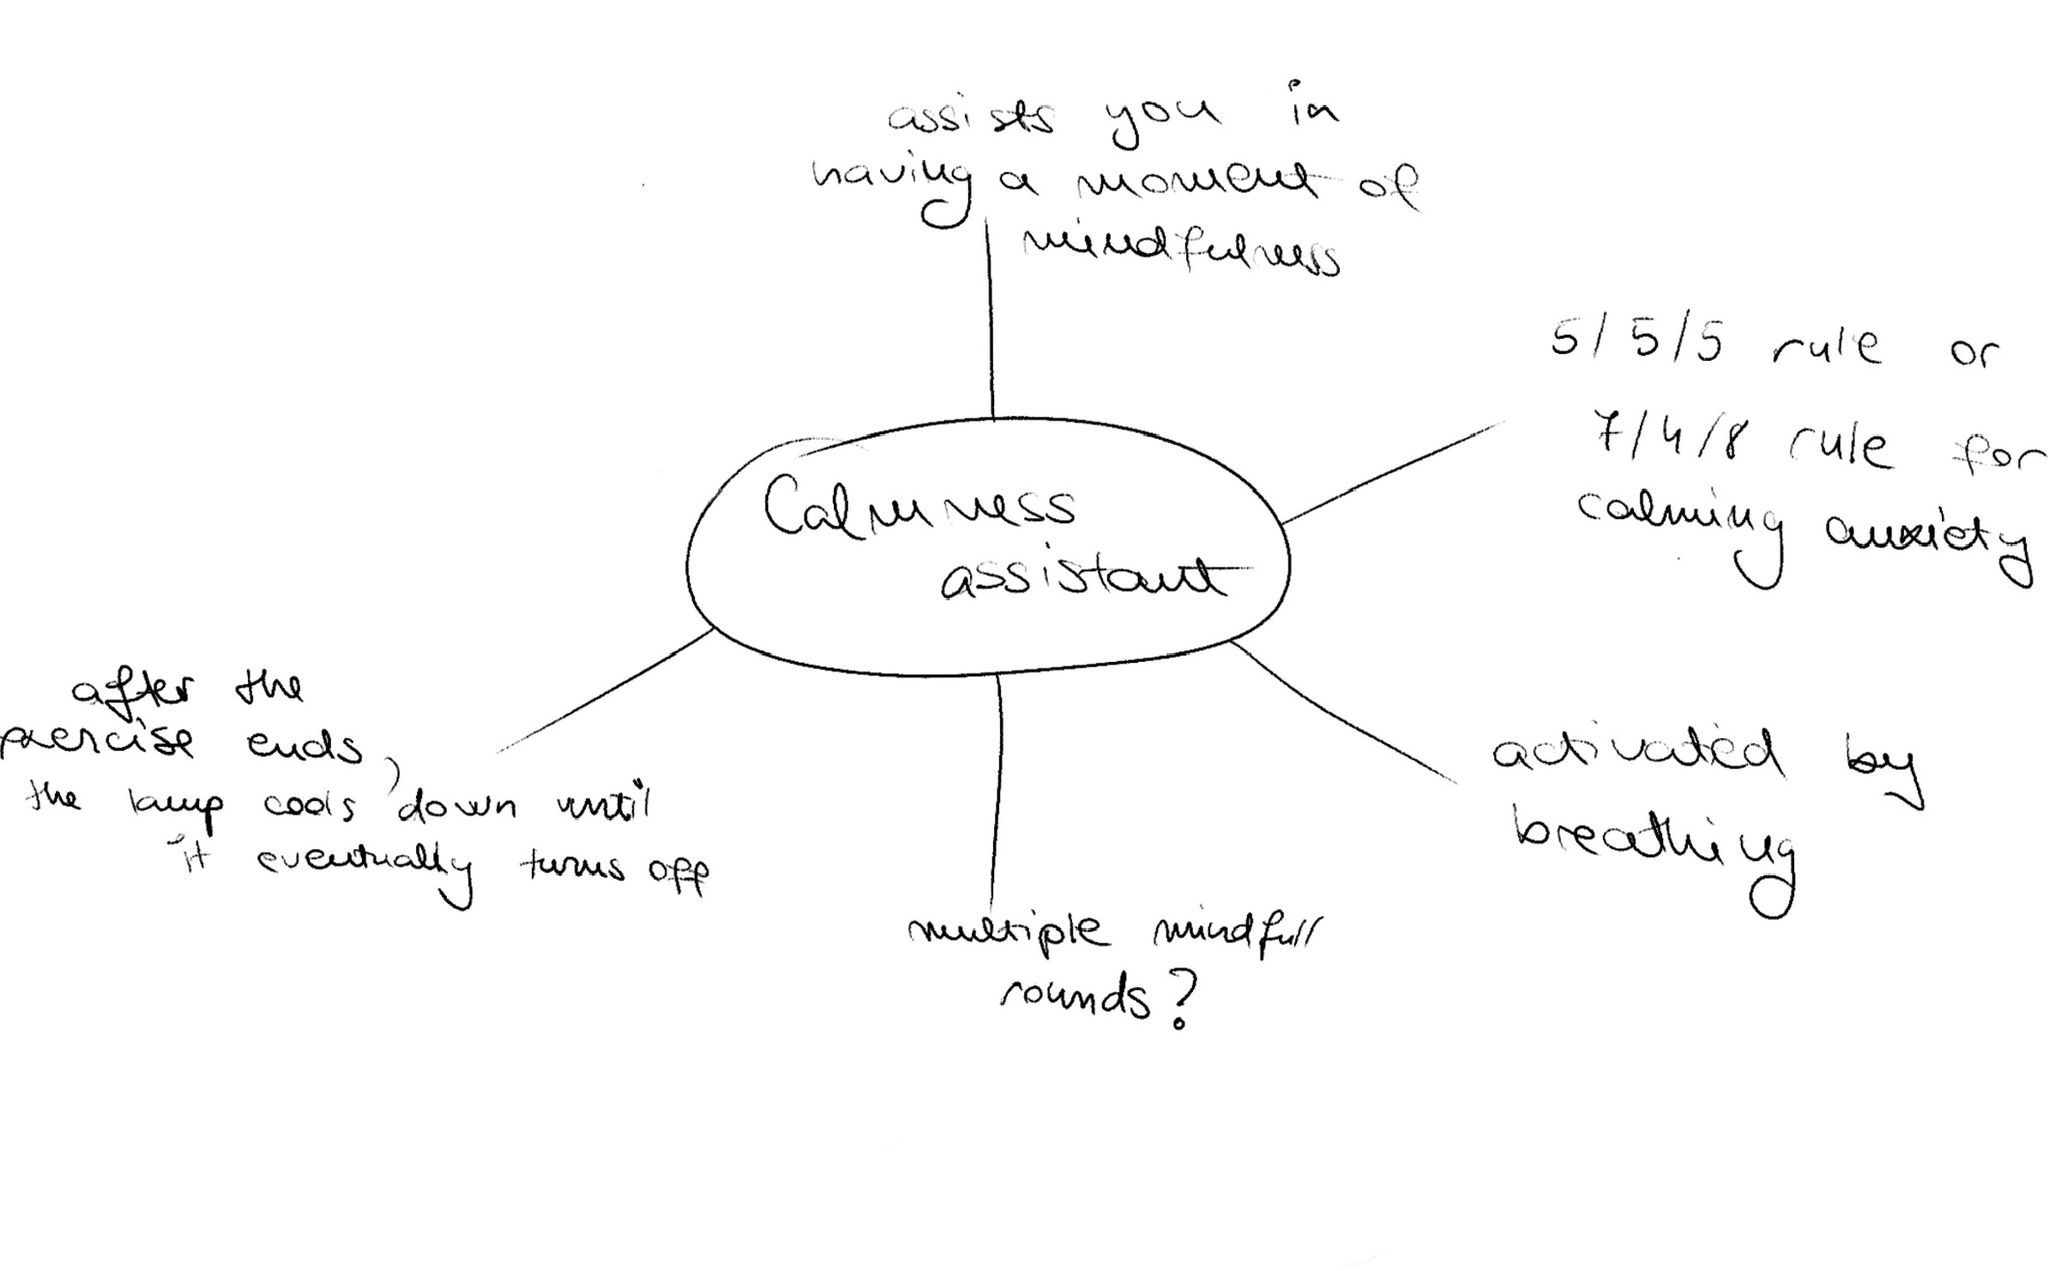 assists you in
having a moment of
mindfulness
5/5/5 rule or
7/4/8 rule for
calming anxiety
Calmness
assistant
after the
exercise ends,
the lamp cools down until
it eventually turns off
activated by
breathing
multiple mindfull
rounds?